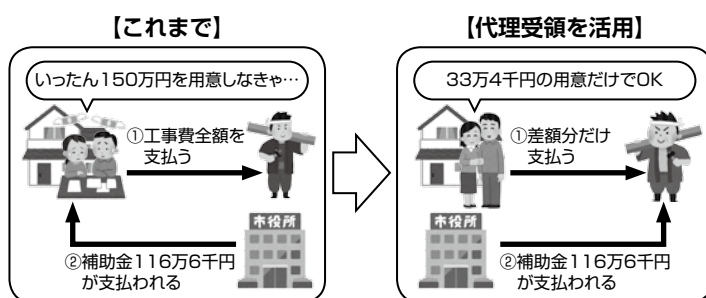 【これまで】
いったん150万円を用意しなきゃ…
①工事費全額を
支払う
市役所
②補助金116万6千円
が支払われる
【代理受領を活用】
33万4千円の用意だけでOK
①差額分だけ
支払う
市役所
②補助金116万6千円
が支払われる